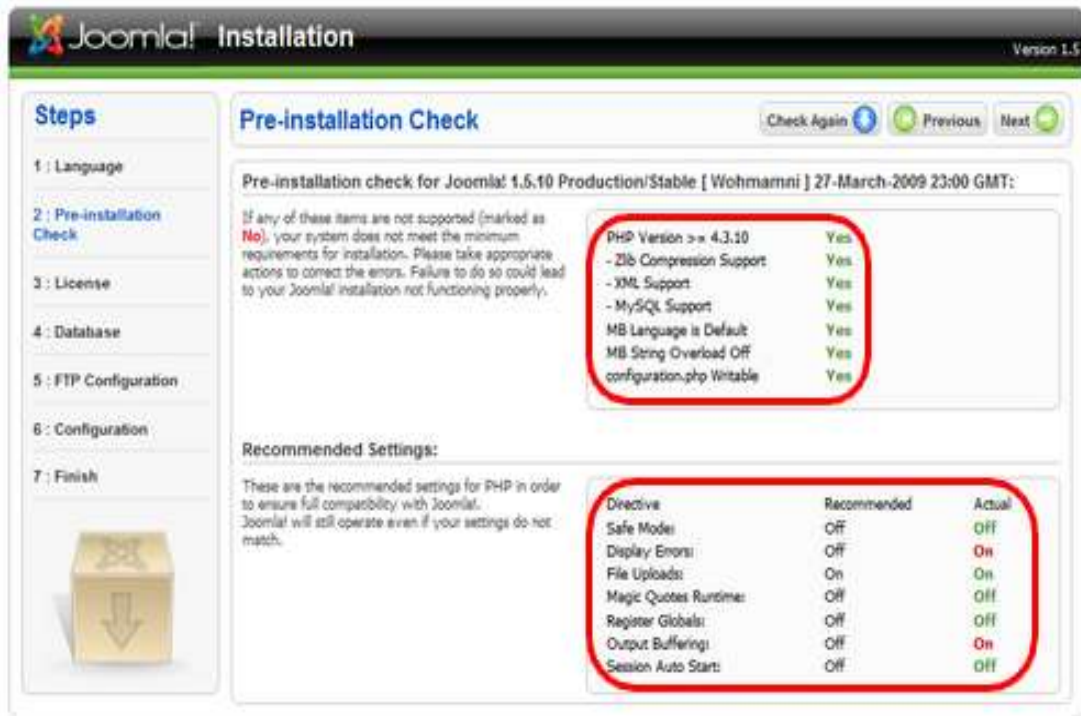 Joomla! Installation
Version 1.5
Steps
1 : Language
2 : Pre-installation
Check
3 : License
4 : Database
5 : FTP Configuration
6 : Configuration
7 : Finish
Pre-installation Check
Check Again
Previous
Next
Pre-installation check for Joomla! 1.5.10 Production/Stable [ Wohmamni ] 27-March-2009 23:00 GMT:
If any of these items are not supported (marked as
No), your system does not meet the minimum
requirements for installation. Please take appropriate
actions to correct the errors. Failure to do so could lead
to your Joomla! installation not functioning properly.
PHP Version >= 4.3.10 Yes
- Zlib Compression Support Yes
- XML Support Yes
- MySQL Support Yes
MB Language is Default Yes
MB String Overload Off Yes
configuration.php Writable Yes
Recommended Settings:
These are the recommended settings for PHP in order
to ensure full compatibility with Joomla!.
Joomla! will still operate even if your settings do not
match.
Directive Recommended Actual
Safe Mode: Off Off
Display Errors: Off On
File Uploads: On On
Magic Quotes Runtime: Off Off
Register Globals: Off Off
Output Buffering: Off On
Session Auto Start: Off Off